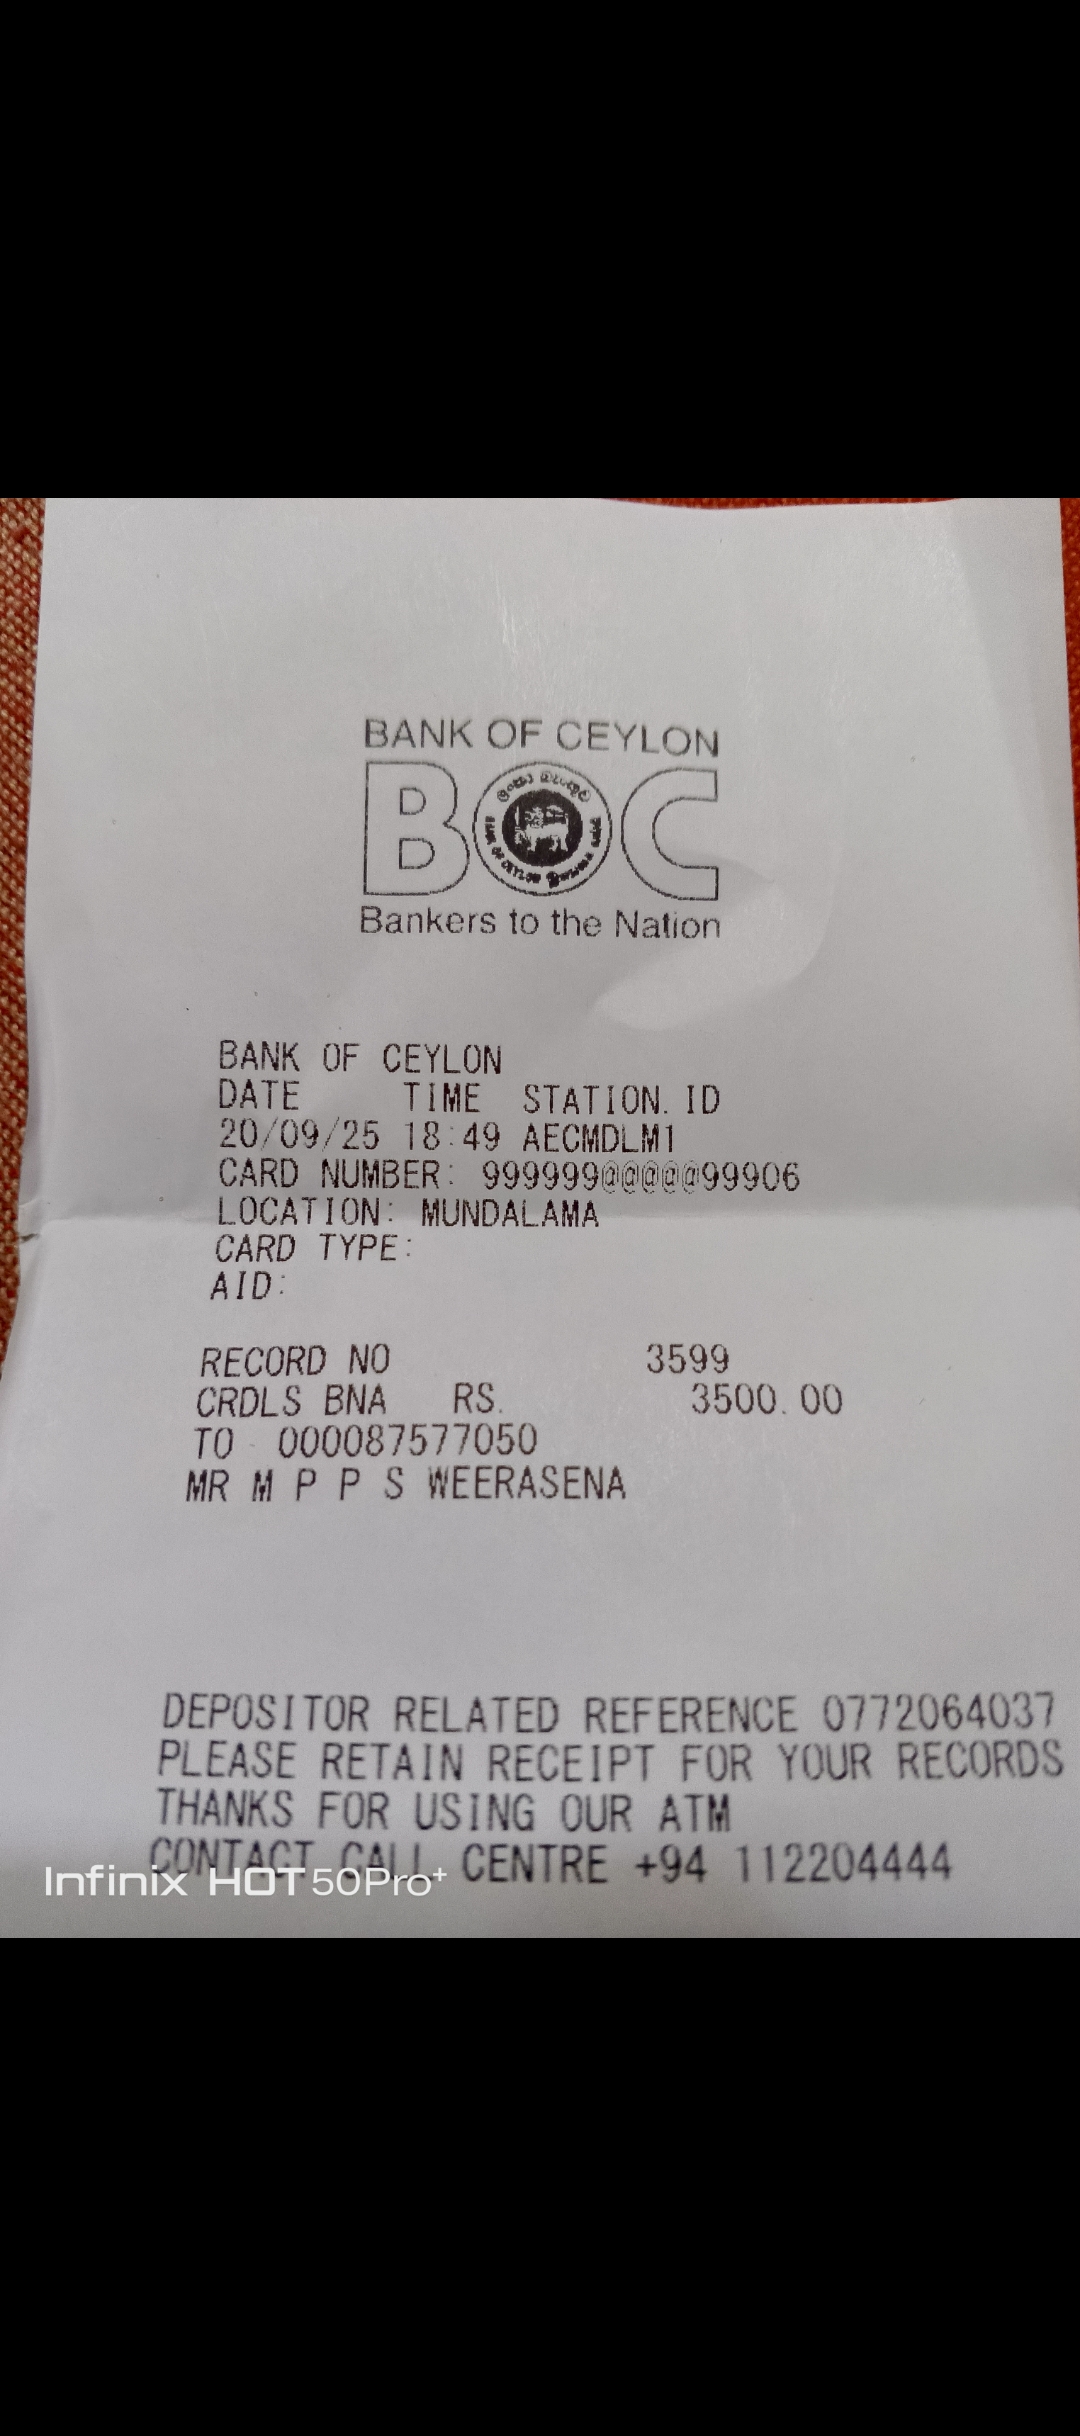 BANK OF CEYLON
BOC
BANK OF CEYLON
Bankers to the Nation
BANK OF CEYLON
DATE TIME STATION. ID
20/09/25 18:49 AECMDLM1
CARD NUMBER: 999999@@@@@99906
LOCATION: MUNDALAMA
CARD TYPE:
AID:
RECORD NO 3599
CRDLS BNA RS. 3500.00
TO 000087577050
MR M P P S WEERASENA
DEPOSITOR RELATED REFERENCE 0772064037
PLEASE RETAIN RECEIPT FOR YOUR RECORDS
THANKS FOR USING OUR ATM
CONTACT CALL CENTRE +94 112204444
Infinix HOT 50Pro+